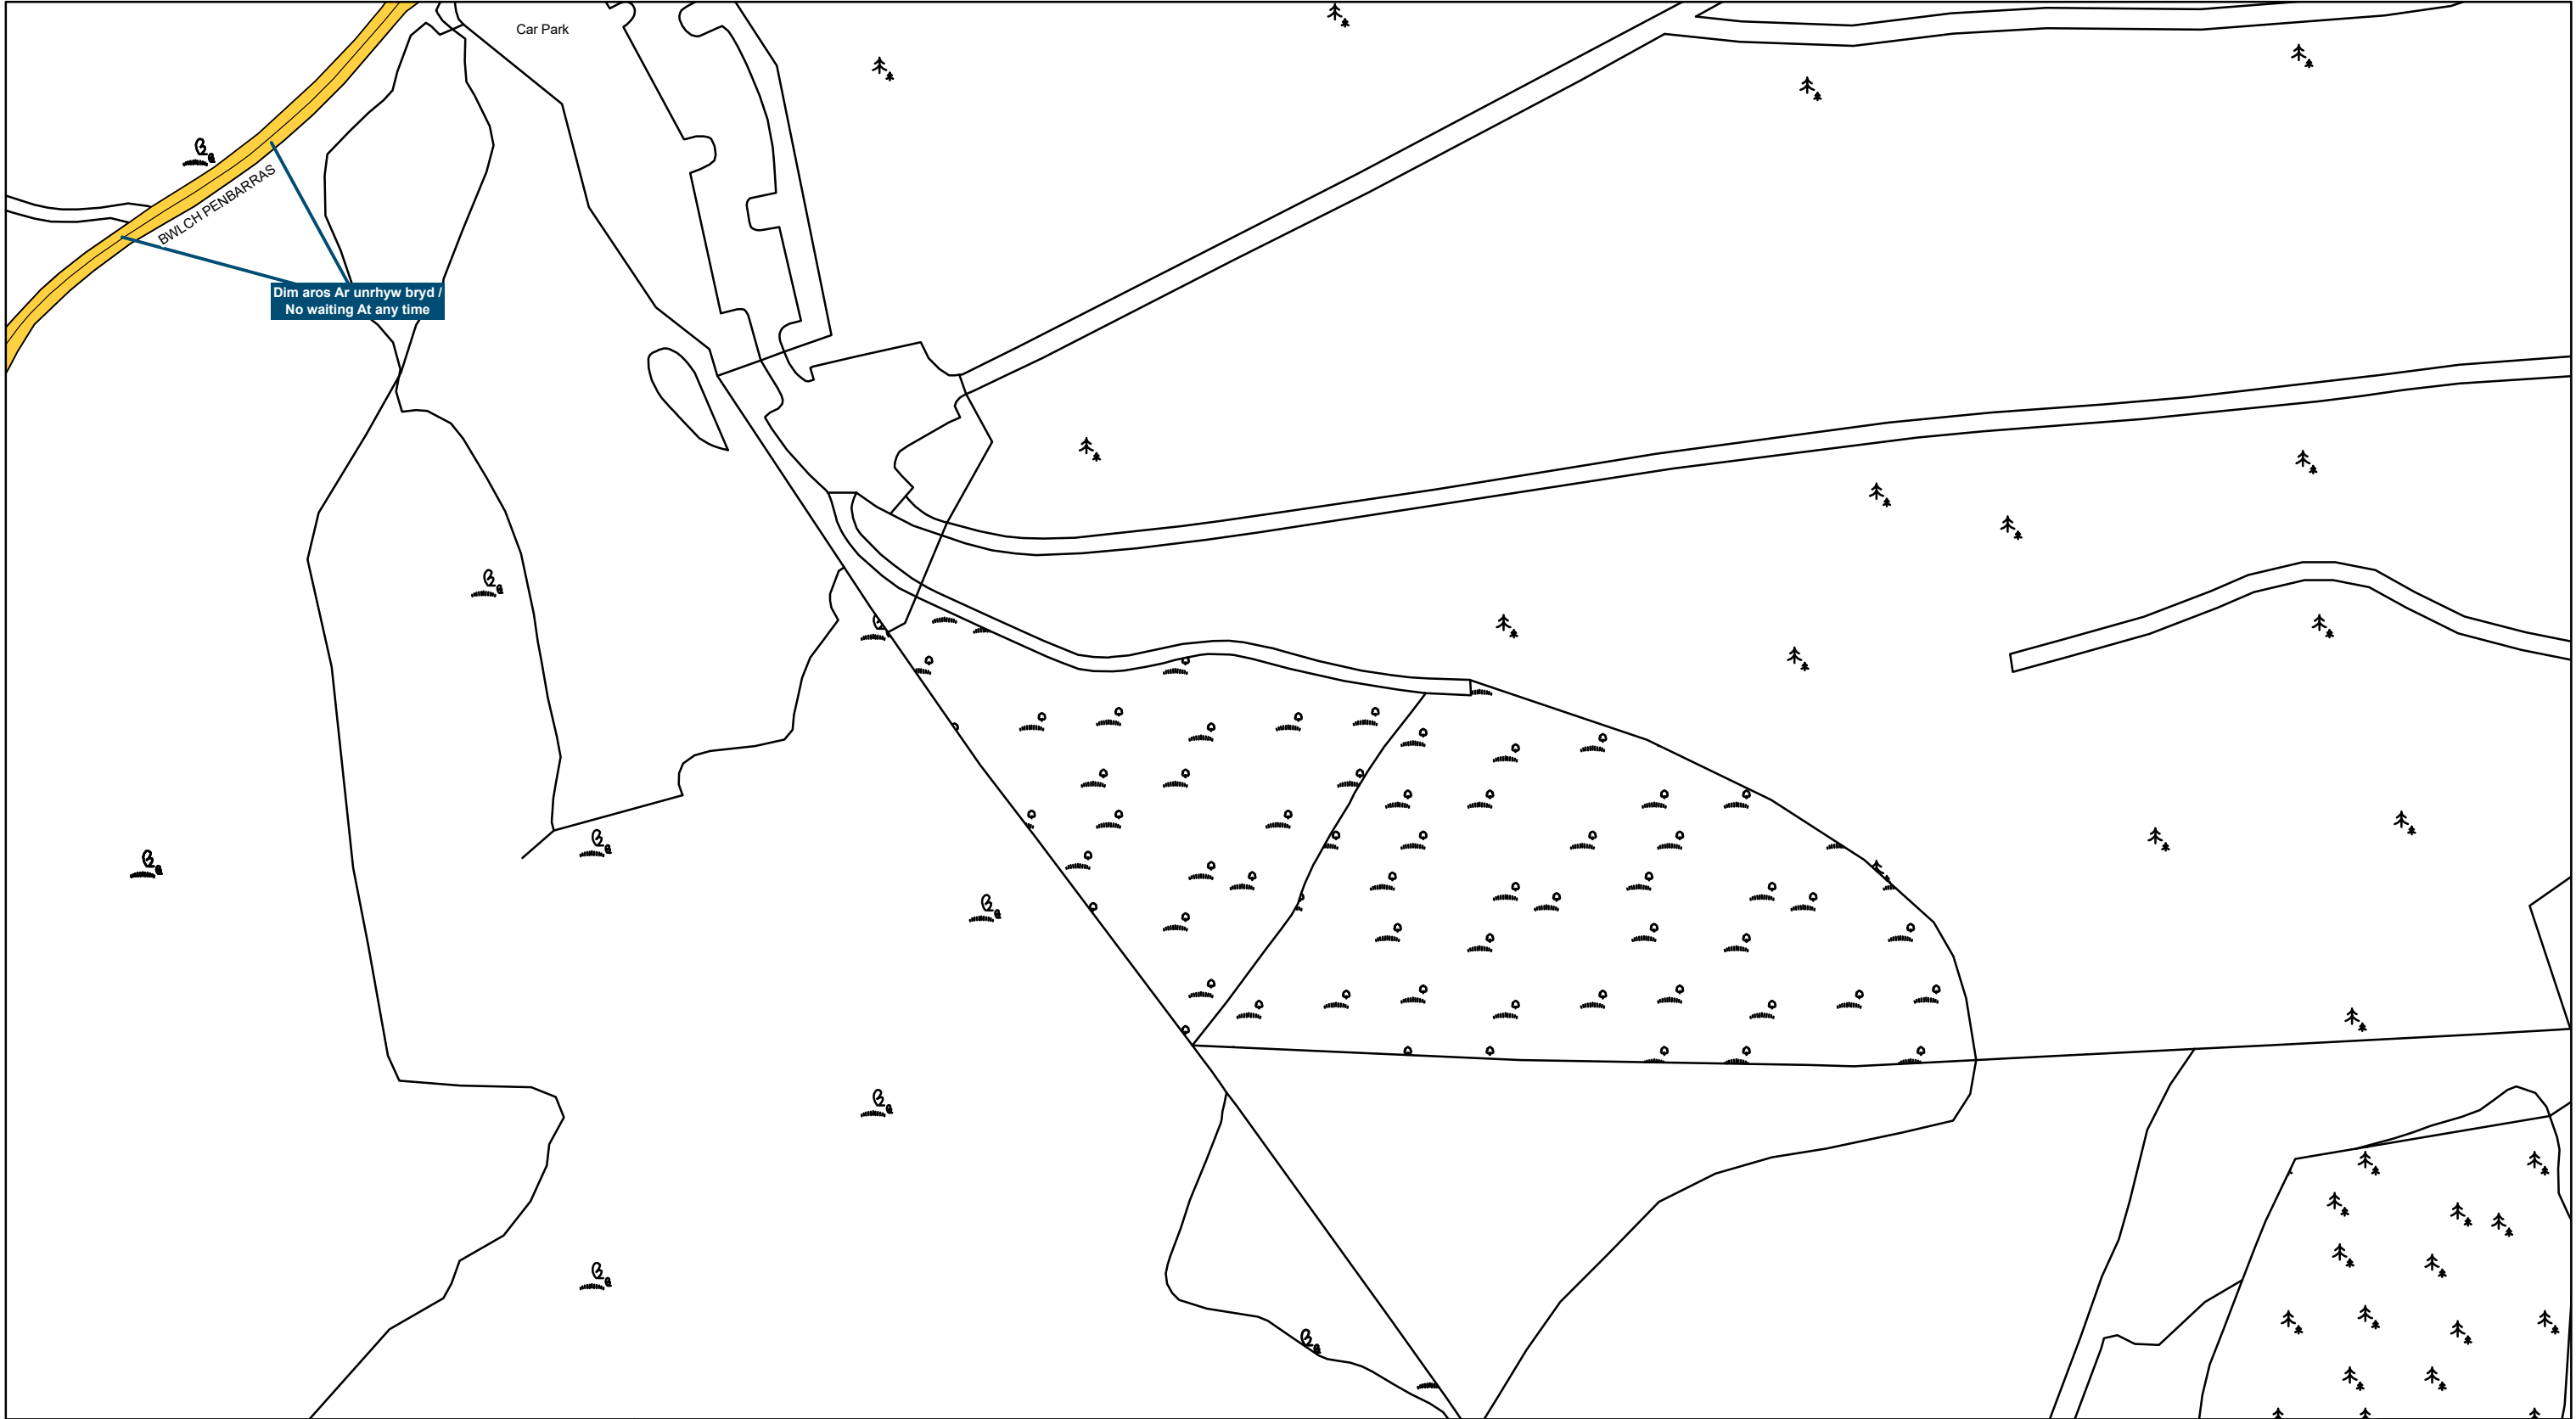 Car Park
BWLCH PENBARRAS
Dim aros Ar unrhyw bryd /
No waiting At any time